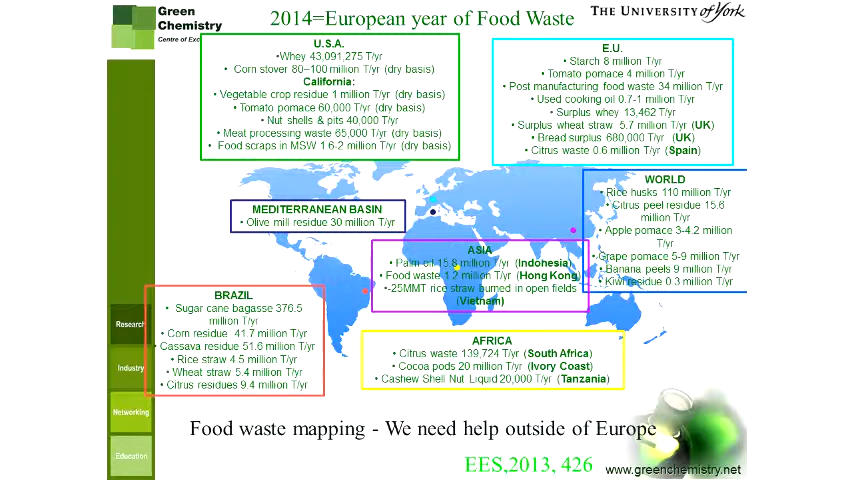 Green
Chemistry
Centre of Exc
2014=European year of Food Waste
THE UNIVERSITY of York
U.S.A.
•Whey 43,091,275 T/yr
• Corn stover 80–100 million T/yr (dry basis)
California:
• Vegetable crop residue 1 million T/yr (dry basis)
• Tomato pomace 60,000 T/yr (dry basis)
• Nut shells & pits 40,000 T/yr
• Meat processing waste 65,000 T/yr (dry basis)
• Food scraps in MSW 1.6-2 million T/yr (dry basis)
E.U.
• Starch 8 million T/yr
• Tomato pomace 4 million T/yr
• Post manufacturing food waste 34 million T/yr
• Used cooking oil 0.7-1 million T/yr
• Surplus whey 13,462 T/yr
• Surplus wheat straw 5.7 million T/yr (UK)
• Bread surplus 680,000 T/yr (UK)
• Citrus waste 0.6 million T/yr (Spain)
WORLD
• Rice husks 110 million T/yr
• Citrus peel residue 15.6
million T/yr
• Apple pomace 3-4.2 million
T/yr
• Grape pomace 5-9 million T/yr
• Banana peels 9 million T/yr
• Kiwi residue 0.3 million T/yr
MEDITERRANEAN BASIN
• Olive mill residue 30 million T/yr
ASIA
• Palm oil 15.8 million T/yr (Indonesia)
• Food waste 1.2 million T/yr (Hong Kong)
•-25MMT rice straw burned in open fields
(Vietnam)
BRAZIL
• Sugar cane bagasse 376.5
million T/yr
• Corn residue 41.7 million T/yr
• Cassava residue 51.6 million T/yr
• Rice straw 4.5 million T/yr
• Wheat straw 5.4 million T/yr
• Citrus residues 9.4 million T/yr
AFRICA
• Citrus waste 139,724 T/yr (South Africa)
• Cocoa pods 20 million T/yr (Ivory Coast)
• Cashew Shell Nut Liquid 20,000 T/yr (Tanzania)
Research
Industry
Networking
Education
Food waste mapping - We need help outside of Europe
EES,2013, 426
www.greenchemistry.net